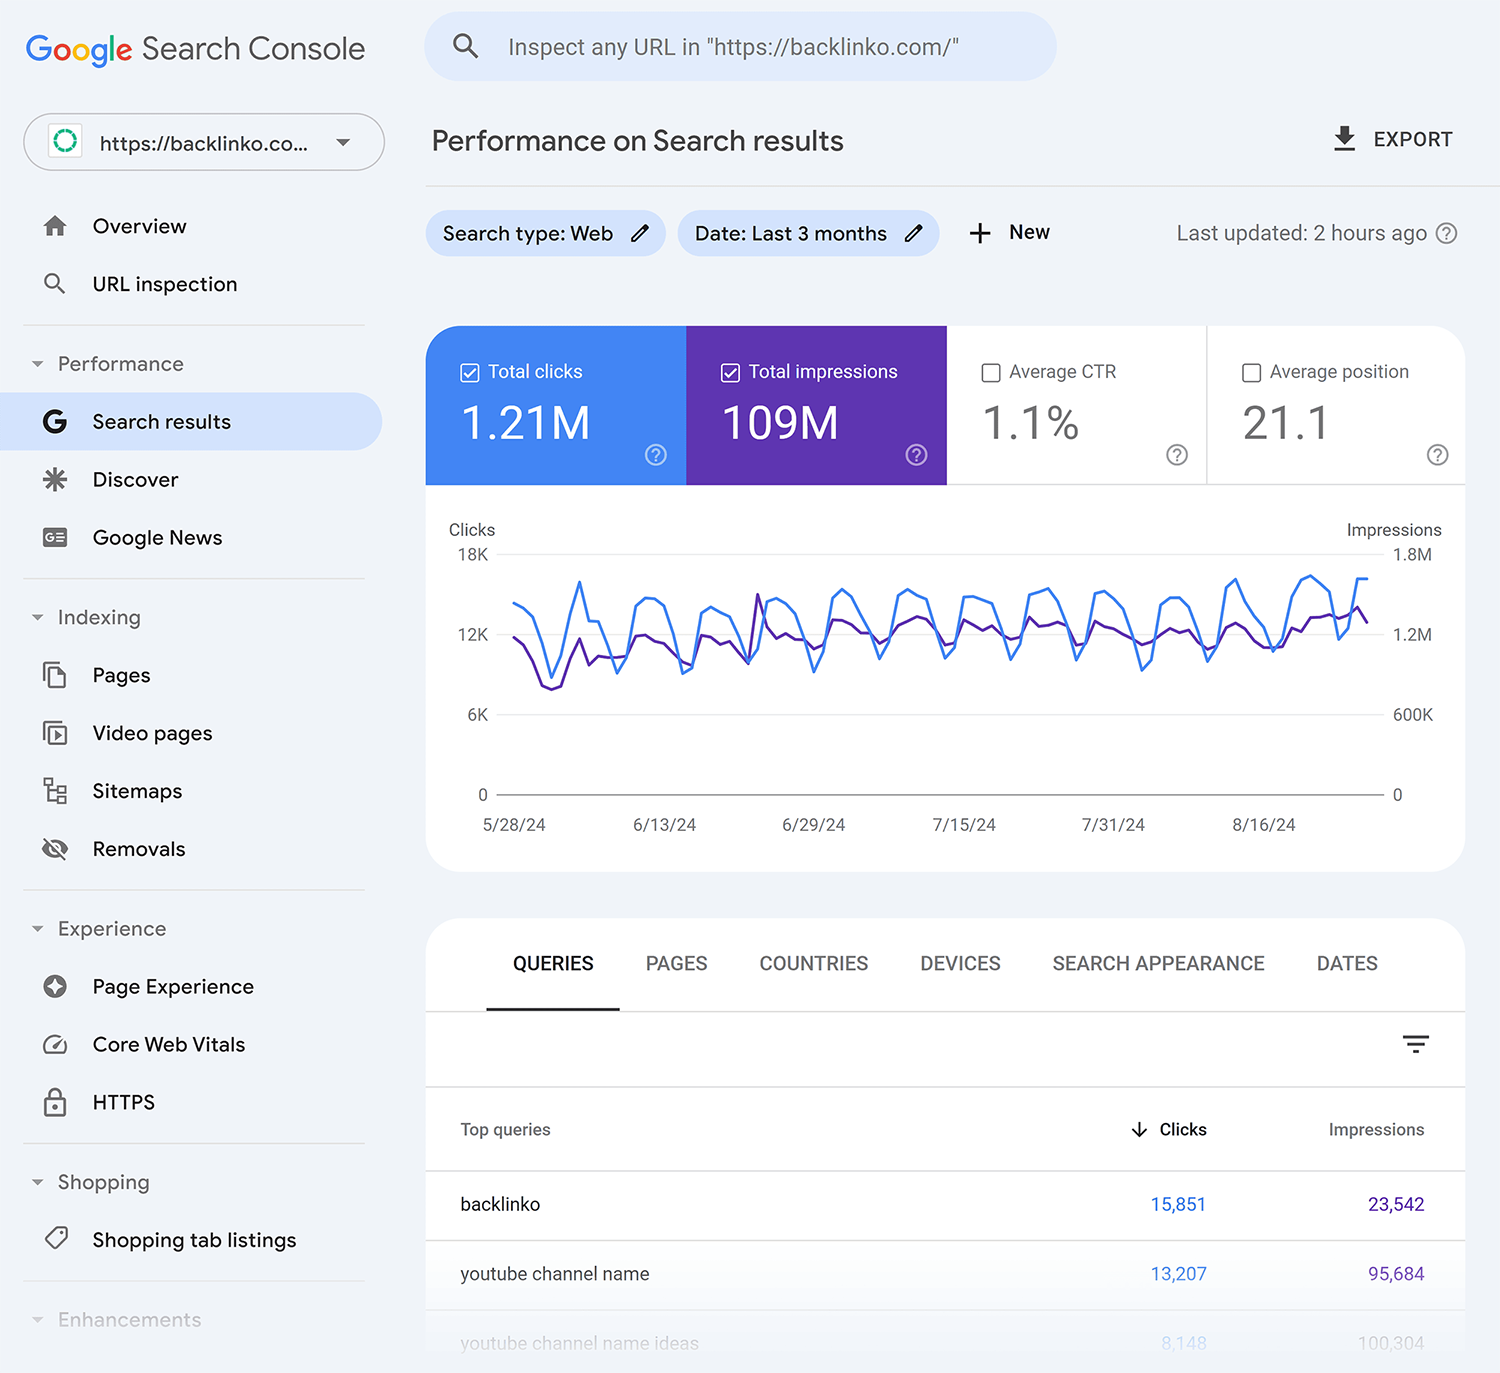 Google Search Console
Inspect any URL in "https://backlinko.com/"
https://backlinko.co...
Overview
URL inspection
Performance
Search results
Discover
Google News
Indexing
Pages
Video pages
Sitemaps
Removals
Experience
Page Experience
Core Web Vitals
HTTPS
Shopping
Shopping tab listings
Enhancements
Performance on Search results
EXPORT
Search type: Web
Date: Last 3 months
New
Last updated: 2 hours ago
Total clicks
1.21M
Total impressions
109M
Average CTR
1.1%
Average position
21.1
Clicks
Impressions
18K
1.8M
12K
1.2M
6K
600K
0
0
5/28/24 6/13/24 6/29/24 7/15/24 7/31/24 8/16/24
QUERIES PAGES COUNTRIES DEVICES SEARCH APPEARANCE DATES
Top queries Clicks Impressions
backlinko 15,851 23,542
youtube channel name 13,207 95,684
youtube channel name ideas 8,148 100,304